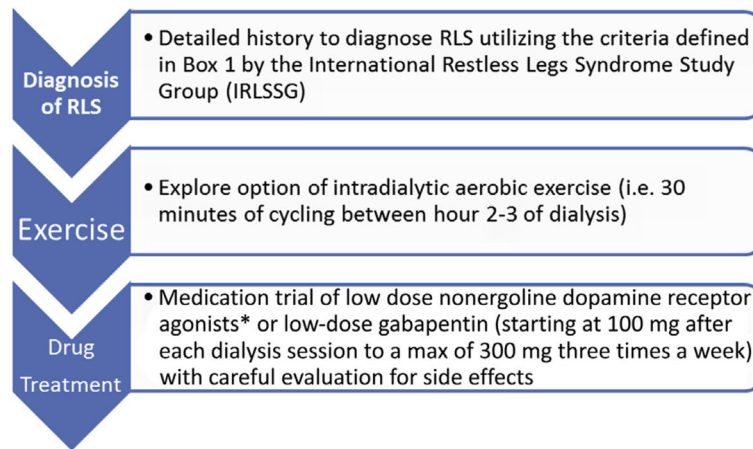 Diagnosis
of RLS
• Detailed history to diagnose RLS utilizing the criteria defined
in Box 1 by the International Restless Legs Syndrome Study
Group (IRLSSG)
Exercise
• Explore option of intradialytic aerobic exercise (i.e. 30
minutes of cycling between hour 2-3 of dialysis)
Drug
Treatment
• Medication trial of low dose nonergoline dopamine receptor
agonists* or low-dose gabapentin (starting at 100 mg after
each dialysis session to a max of 300 mg three times a week)
with careful evaluation for side effects